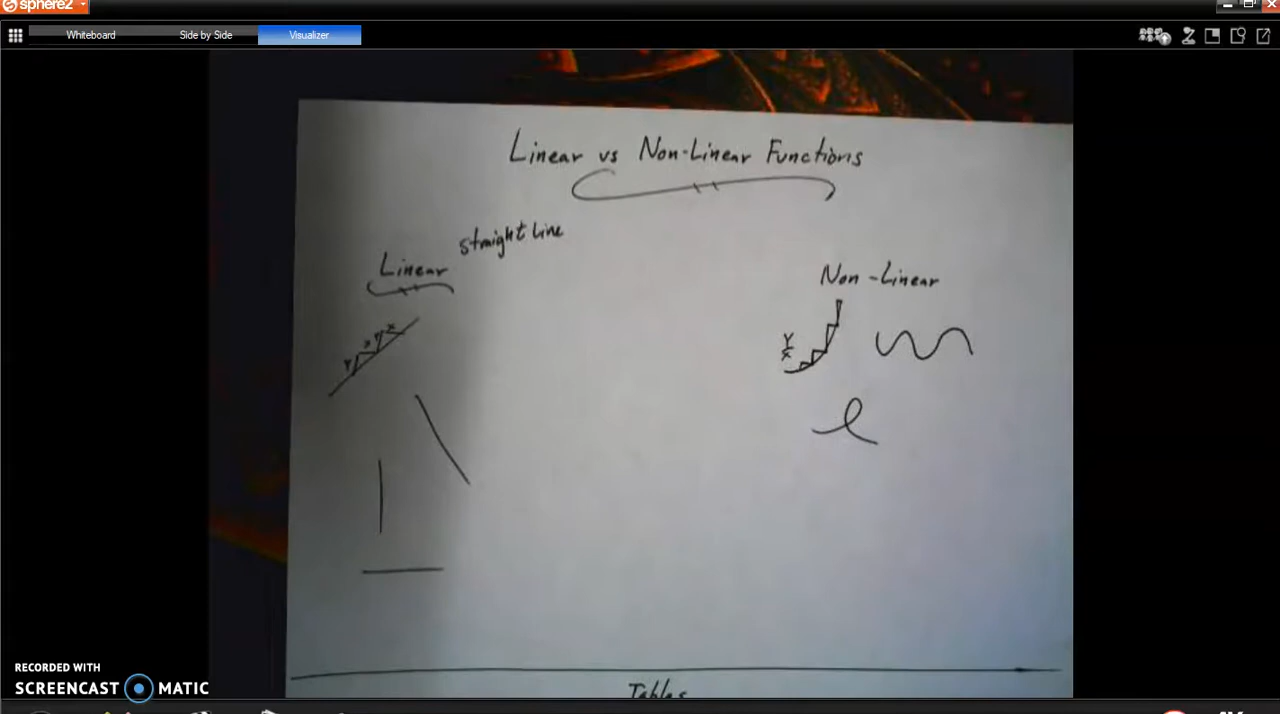 sphere2
Whiteboard
Side by Side
Visualizer
Linear vs Non-Linear Functions
straight Line
Linear
Non-Linear
Y X Y X
Y
X
Tables
RECORDED WITH
SCREENCAST MATIC